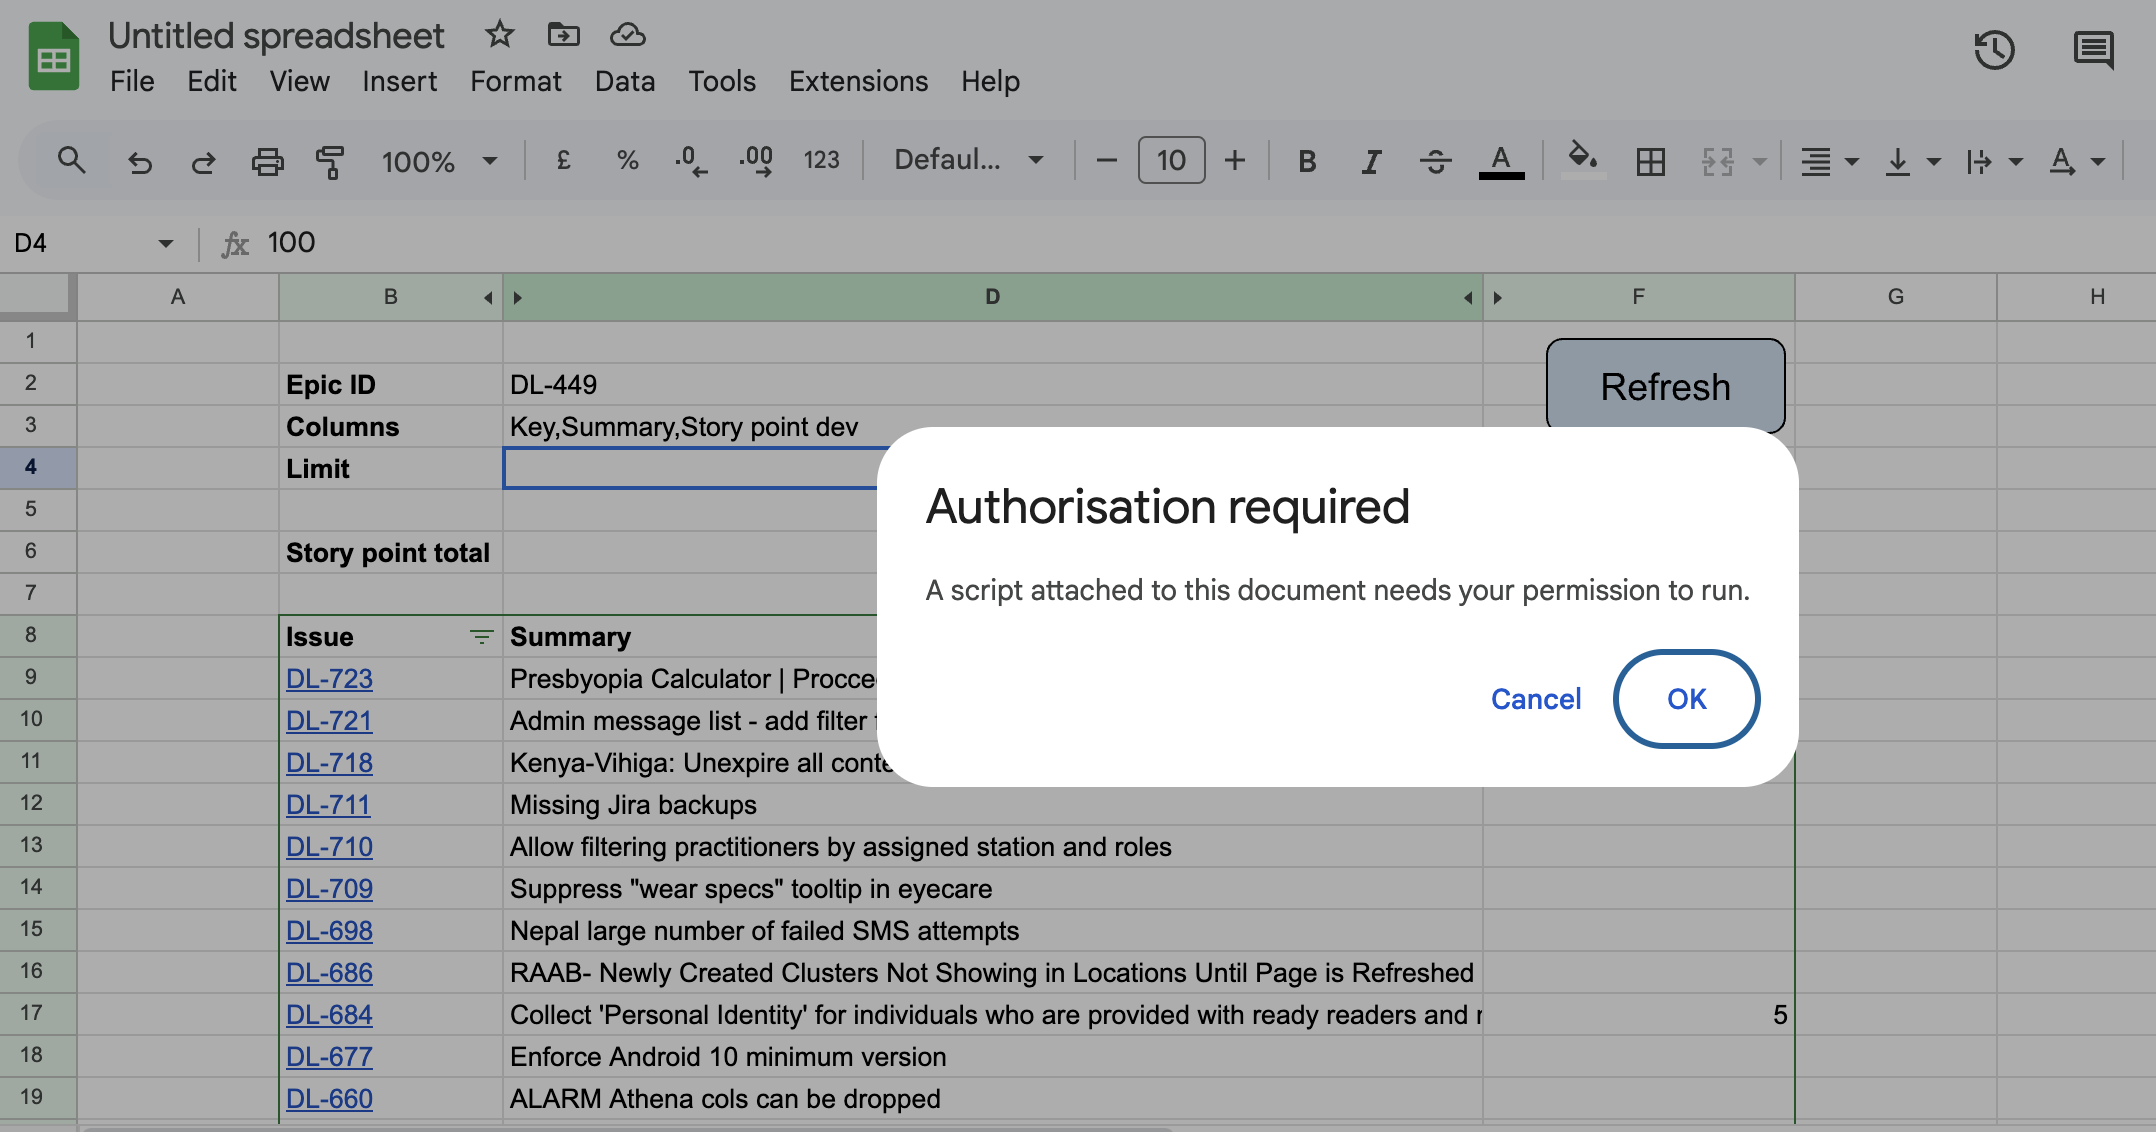 Untitled spreadsheet
File Edit View Insert Format Data Tools Extensions Help
100% £ % .0 .00 123 Defaul... 10 B I A A
D4 fx 100
A B D F G H
1
2 Epic ID DL-449 Refresh
3 Columns Key,Summary,Story point dev
4 Limit
5
6 Story point total
7
Authorisation required
A script attached to this document needs your permission to run.
Cancel OK
8 Issue Summary
9 DL-723 Presbyopia Calculator | Procce
10 DL-721 Admin message list - add filter
11 DL-718 Kenya-Vihiga: Unexpire all conte
12 DL-711 Missing Jira backups
13 DL-710 Allow filtering practitioners by assigned station and roles
14 DL-709 Suppress "wear specs" tooltip in eyecare
15 DL-698 Nepal large number of failed SMS attempts
16 DL-686 RAAB- Newly Created Clusters Not Showing in Locations Until Page is Refreshed
17 DL-684 Collect 'Personal Identity' for individuals who are provided with ready readers and 5
18 DL-677 Enforce Android 10 minimum version
19 DL-660 ALARM Athena cols can be dropped